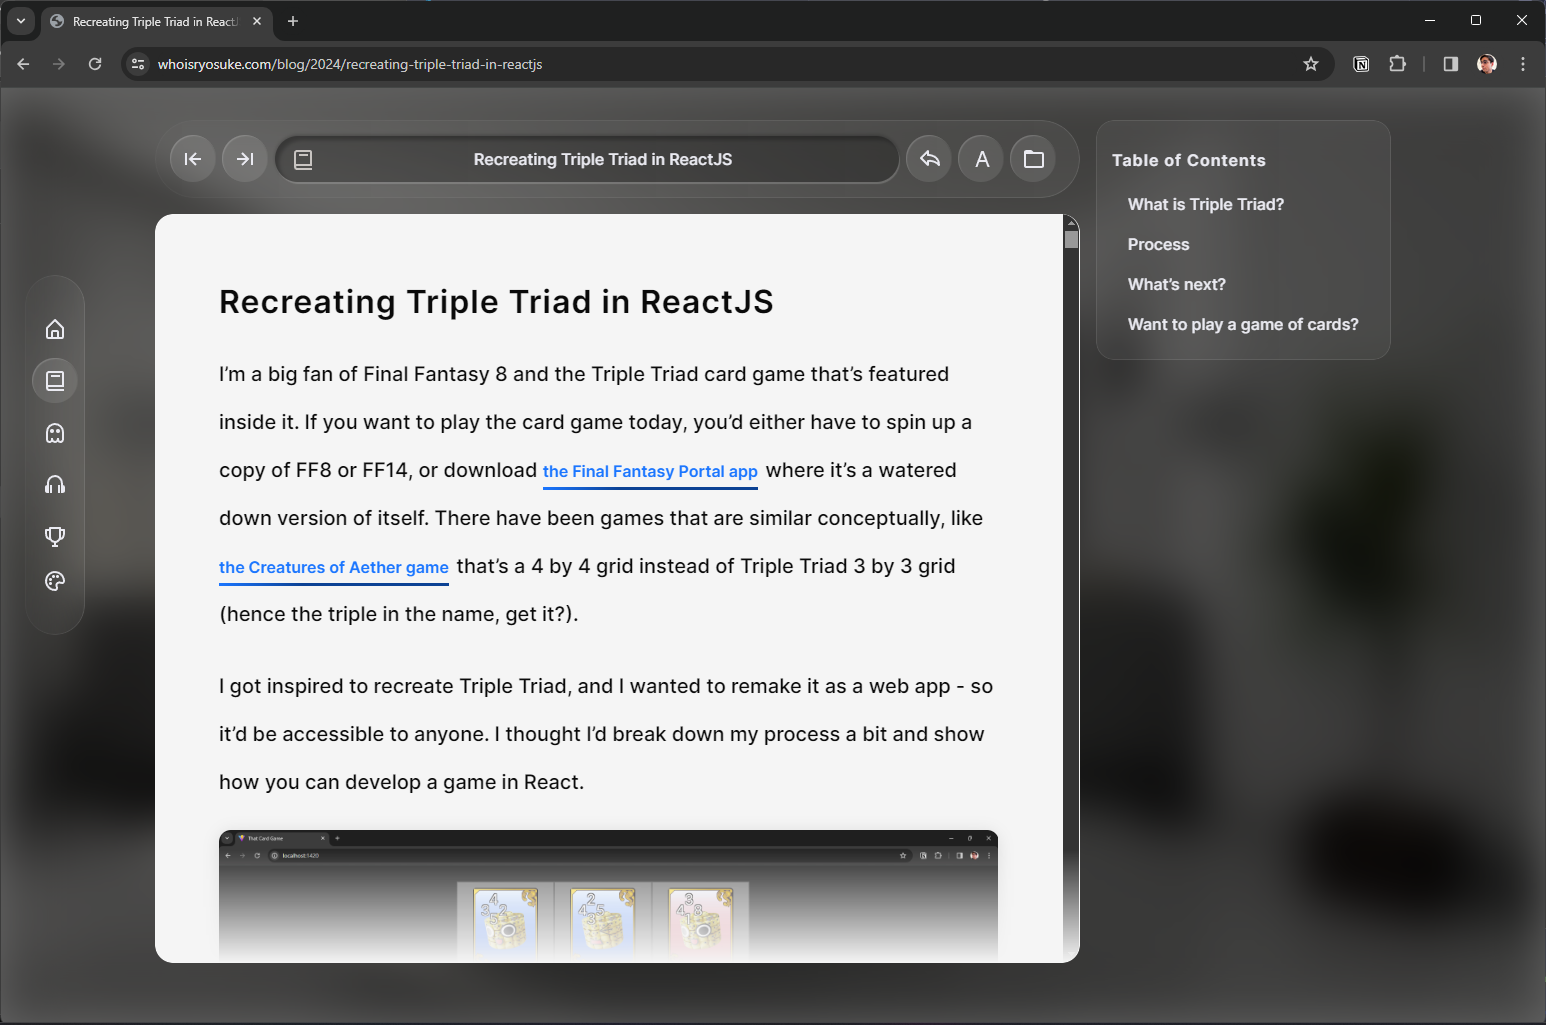 Recreating Triple Triad in ReactJ
whoisryosuke.com/blog/2024/recreating-triple-triad-in-reactjs
Recreating Triple Triad in ReactJS
A
Table of Contents
What is Triple Triad?
Process
What's next?
Want to play a game of cards?
Recreating Triple Triad in ReactJS
I'm a big fan of Final Fantasy 8 and the Triple Triad card game that's featured
inside it. If you want to play the card game today, you'd either have to spin up a
copy of FF8 or FF14, or download the Final Fantasy Portal app where it's a watered
down version of itself. There have been games that are similar conceptually, like
the Creatures of Aether game that's a 4 by 4 grid instead of Triple Triad 3 by 3 grid
(hence the triple in the name, get it?).
I got inspired to recreate Triple Triad, and I wanted to remake it as a web app - so
it'd be accessible to anyone. I thought I'd break down my process a bit and show
how you can develop a game in React.
That Card Game
localhost:1420
4 2 3
3 2 4 5 4 8
5 3 1